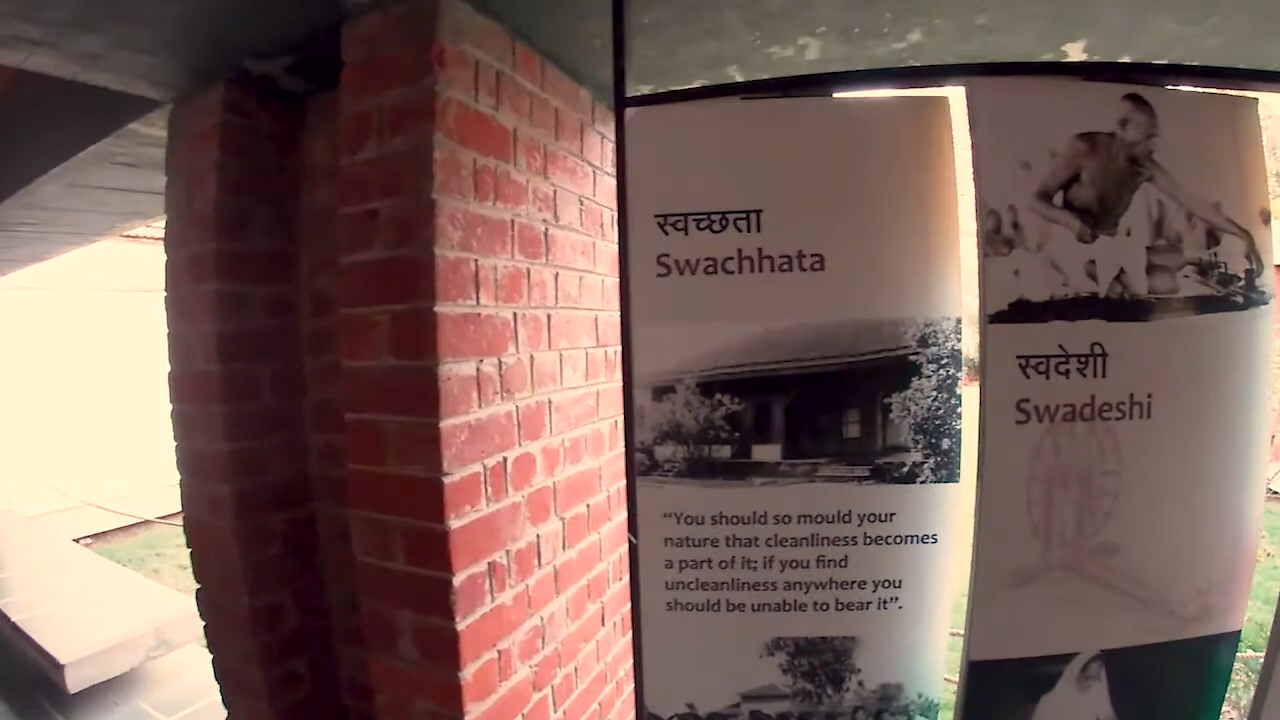 स्वच्छता
Swachhata
“You should so mould your
nature that cleanliness becomes
a part of it; if you find
uncleanliness anywhere you
should be unable to bear it”.
स्वदेशी
Swadeshi